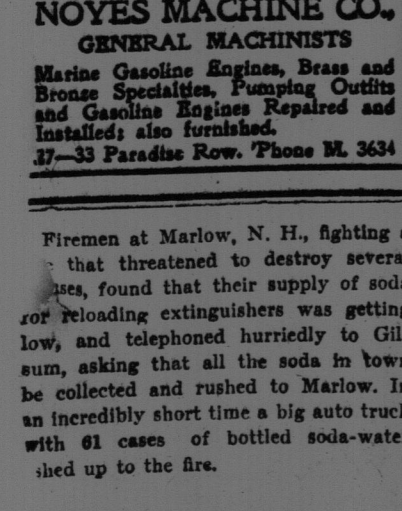 NOYES MACHINE CO.,
GENERAL MACHINISTS
Marine Gasoline Engines, Brass and
Bronze Specialties, Pumping Outfits
and Gasoline Engines Repaired and
Installed; also furnished.
27—33 Paradise Row. 'Phone M. 3634
Firemen at Marlow, N. H., fighting
that threatened to destroy severa
ses, found that their supply of soda
for reloading extinguishers was getting
low, and telephoned hurriedly to Gil
sum, asking that all the soda in town
be collected and rushed to Marlow. In
an incredibly short time a big auto truck
with 61 cases of bottled soda-wate
shed up to the fire.